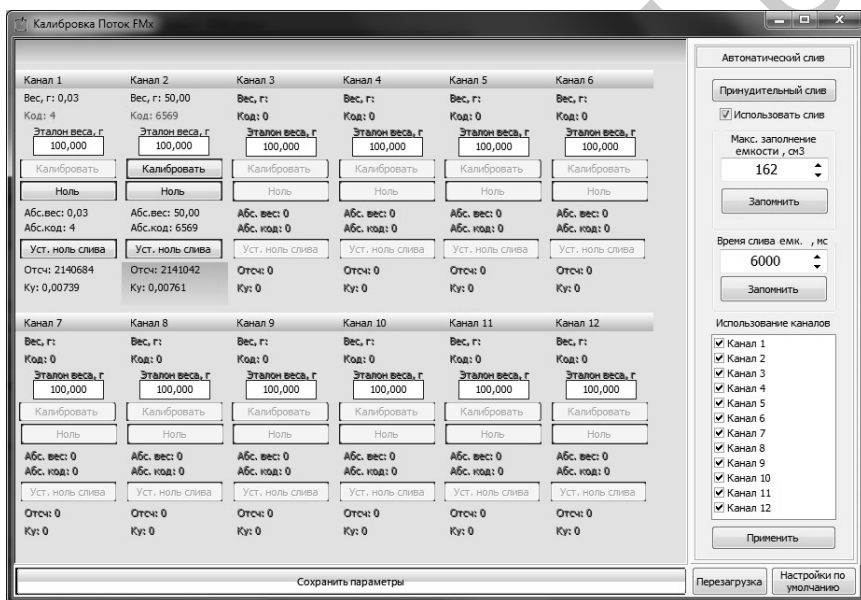 Калибровка Поток FMx
Канал 1 Канал 2 Канал 3 Канал 4 Канал 5 Канал 6
Вес, г: 0,03 Вес, г: 50,00 Вес, г: Вес, г: Вес, г: Вес, г:
Код: 4 Код: 6569 Код: 0 Код: 0 Код: 0 Код: 0
Эталон веса, г Эталон веса, г Эталон веса, г Эталон веса, г Эталон веса, г Эталон веса, г
100,000 100,000 100,000 100,000 100,000 100,000
Калибровать Калибровать Калибровать Калибровать Калибровать Калибровать
Ноль Ноль Ноль Ноль Ноль Ноль
Абс.вес: 0,03 Абс.вес: 50,00 Абс. вес: 0 Абс. вес: 0 Абс. вес: 0 Абс. вес: 0
Абс.код: 4 Абс.код: 6569 Абс. код: 0 Абс. код: 0 Абс. код: 0 Абс. код: 0
Уст. ноль слива Уст. ноль слива Уст. ноль слива Уст. ноль слива Уст. ноль слива Уст. ноль слива
Отсч: 2140684 Отсч: 2141042 Отсч: 0 Отсч: 0 Отсч: 0 Отсч: 0
Ку: 0,00739 Ку: 0,00761 Ку: 0 Ку: 0 Ку: 0 Ку: 0
Канал 7 Канал 8 Канал 9 Канал 10 Канал 11 Канал 12
Вес, г: Вес, г: Вес, г: Вес, г: Вес, г: Вес, г:
Код: 0 Код: 0 Код: 0 Код: 0 Код: 0 Код: 0
Эталон веса, г Эталон веса, г Эталон веса, г Эталон веса, г Эталон веса, г Эталон веса, г
100,000 100,000 100,000 100,000 100,000 100,000
Калибровать Калибровать Калибровать Калибровать Калибровать Калибровать
Ноль Ноль Ноль Ноль Ноль Ноль
Абс. вес: 0 Абс. вес: 0 Абс. вес: 0 Абс. вес: 0 Абс. вес: 0 Абс. вес: 0
Абс. код: 0 Абс. код: 0 Абс. код: 0 Абс. код: 0 Абс. код: 0 Абс. код: 0
Уст. ноль слива Уст. ноль слива Уст. ноль слива Уст. ноль слива Уст. ноль слива Уст. ноль слива
Отсч: 0 Отсч: 0 Отсч: 0 Отсч: 0 Отсч: 0 Отсч: 0
Ку: 0 Ку: 0 Ку: 0 Ку: 0 Ку: 0 Ку: 0
Сохранить параметры
Автоматический слив
Принудительный слив
Использовать слив
Макс. заполнение
емкости , см3
162
Запомнить
Время слива емк. , мс
6000
Запомнить
Использование каналов
Канал 1
Канал 2
Канал 3
Канал 4
Канал 5
Канал 6
Канал 7
Канал 8
Канал 9
Канал 10
Канал 11
Канал 12
Применить
Перезагрузка
Настройки по
умолчанию